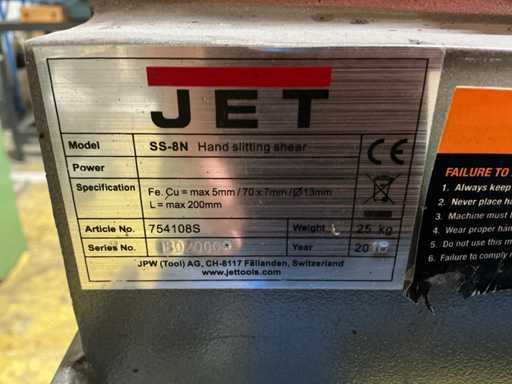 JET
Model SS-8N Hand slitting shear
Power
Specification Fe. Cu = max 5mm / 70 x 7mm / Ø13mm
L = max 200mm
CE
Article No. 754108S Weight 25 kg
Series No. Year
JPW (Tool) AG, CH-8117 Fällanden, Switzerland
www.jettools.com
FAILURE TO
1. Always keep
2. Never place
3. Machine must
4. Wear proper
5. Do not use this
6. Failure to comply